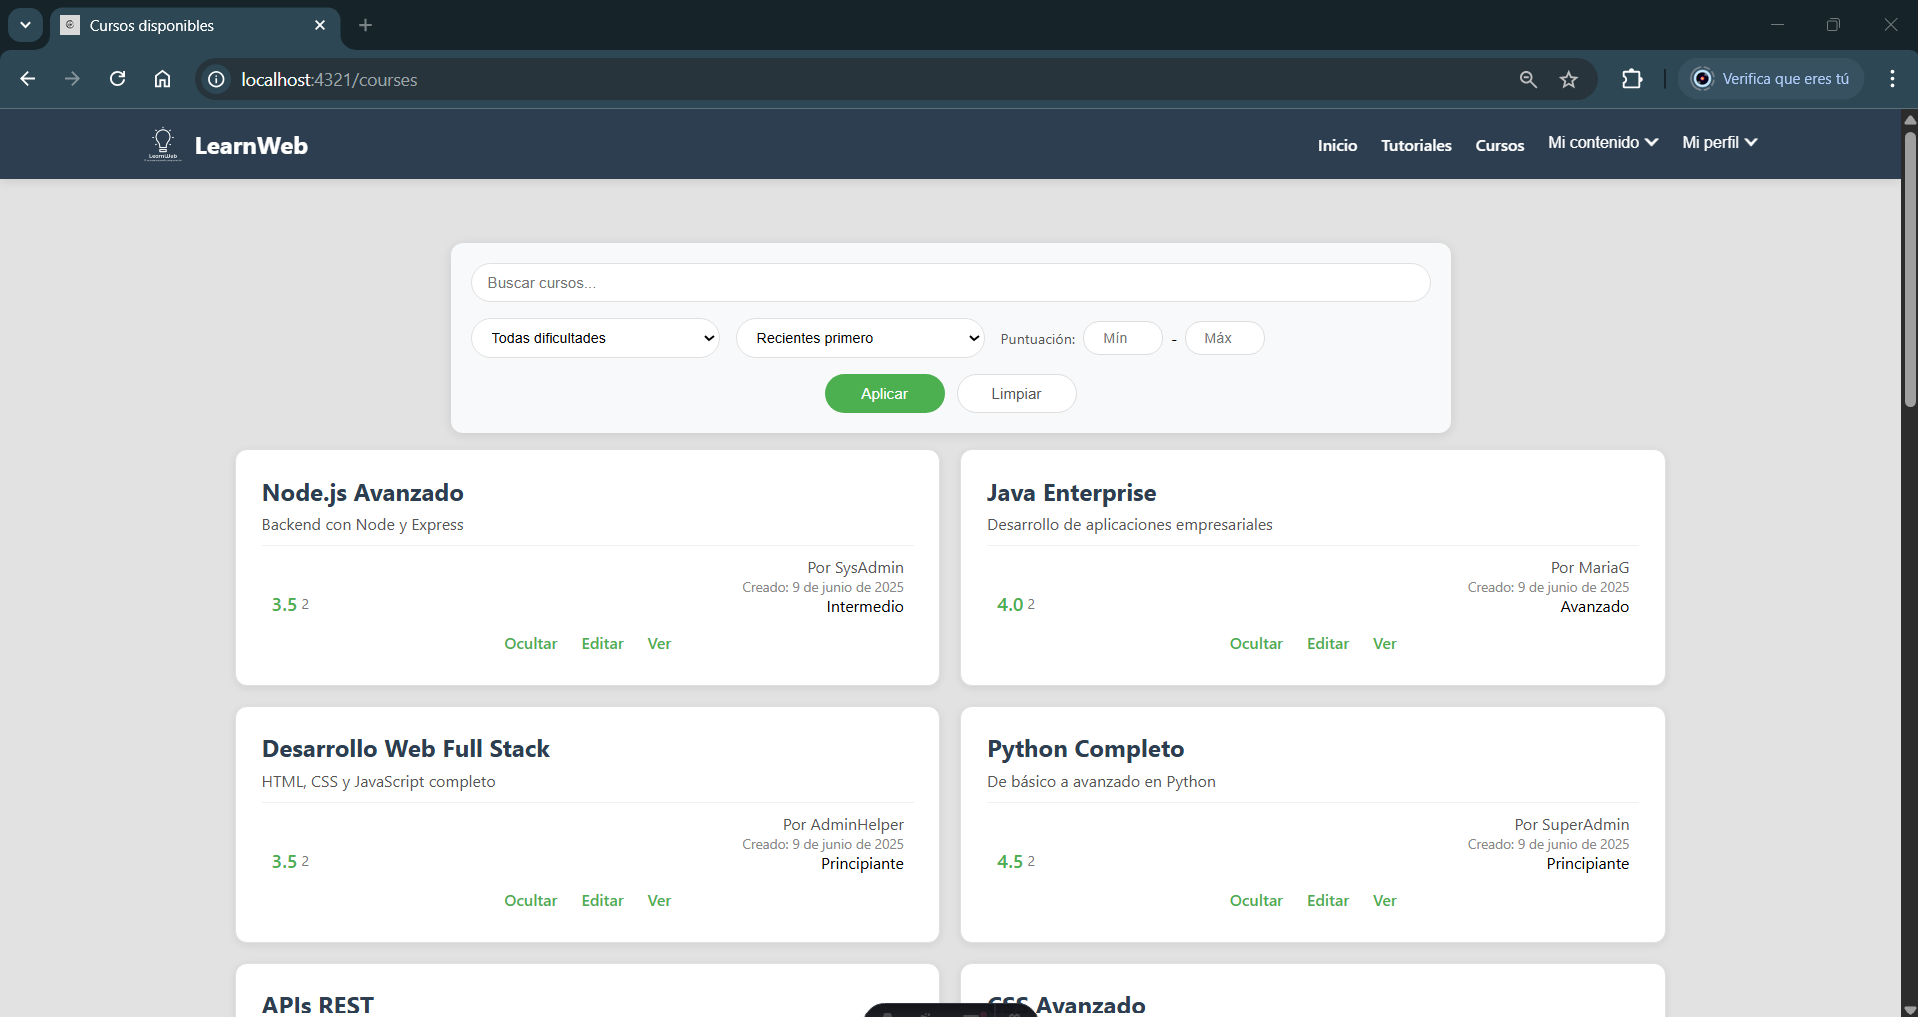 Cursos disponibles
localhost:4321/courses
Verifica que eres tú
LearnWeb
Inicio Tutoriales Cursos Mi contenido Mi perfil
Buscar cursos...
Todas dificultades Recientes primero Puntuación: Mín - Máx
Aplicar Limpiar
Node.js Avanzado
Backend con Node y Express
Por SysAdmin
Creado: 9 de junio de 2025
3.5 2
Intermedio
Ocultar Editar Ver
Java Enterprise
Desarrollo de aplicaciones empresariales
Por MariaG
Creado: 9 de junio de 2025
4.0 2
Avanzado
Ocultar Editar Ver
Desarrollo Web Full Stack
HTML, CSS y JavaScript completo
Por AdminHelper
Creado: 9 de junio de 2025
3.5 2
Principiante
Ocultar Editar Ver
Python Completo
De básico a avanzado en Python
Por SuperAdmin
Creado: 9 de junio de 2025
4.5 2
Principiante
Ocultar Editar Ver
APIs REST
CSS Avanzado